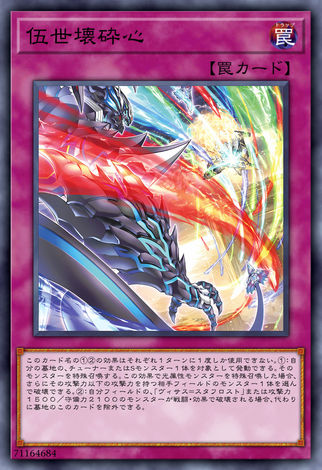 伍世壊砕心
トラップ
罠
【罠カード】
このカード名の①②の効果はそれぞれ１ターンに１度しか使用できない。①：自
分の墓地の、チューナーまたはSモンスター１体を対象として発動できる。そ
のモンスターを特殊召喚する。この効果で光属性モンスターを特殊召喚した場合、
さらにその攻撃力以下の攻撃力を持つ相手フィールドのモンスター１体を選ん
で破壊できる。②：自分フィールドの、「ヴィサス＝スタフロスト」または攻撃力
１５００／守備力２１００のモンスターが戦闘・効果で破壊される場合、代わり
に墓地のこのカードを除外できる。
71164684